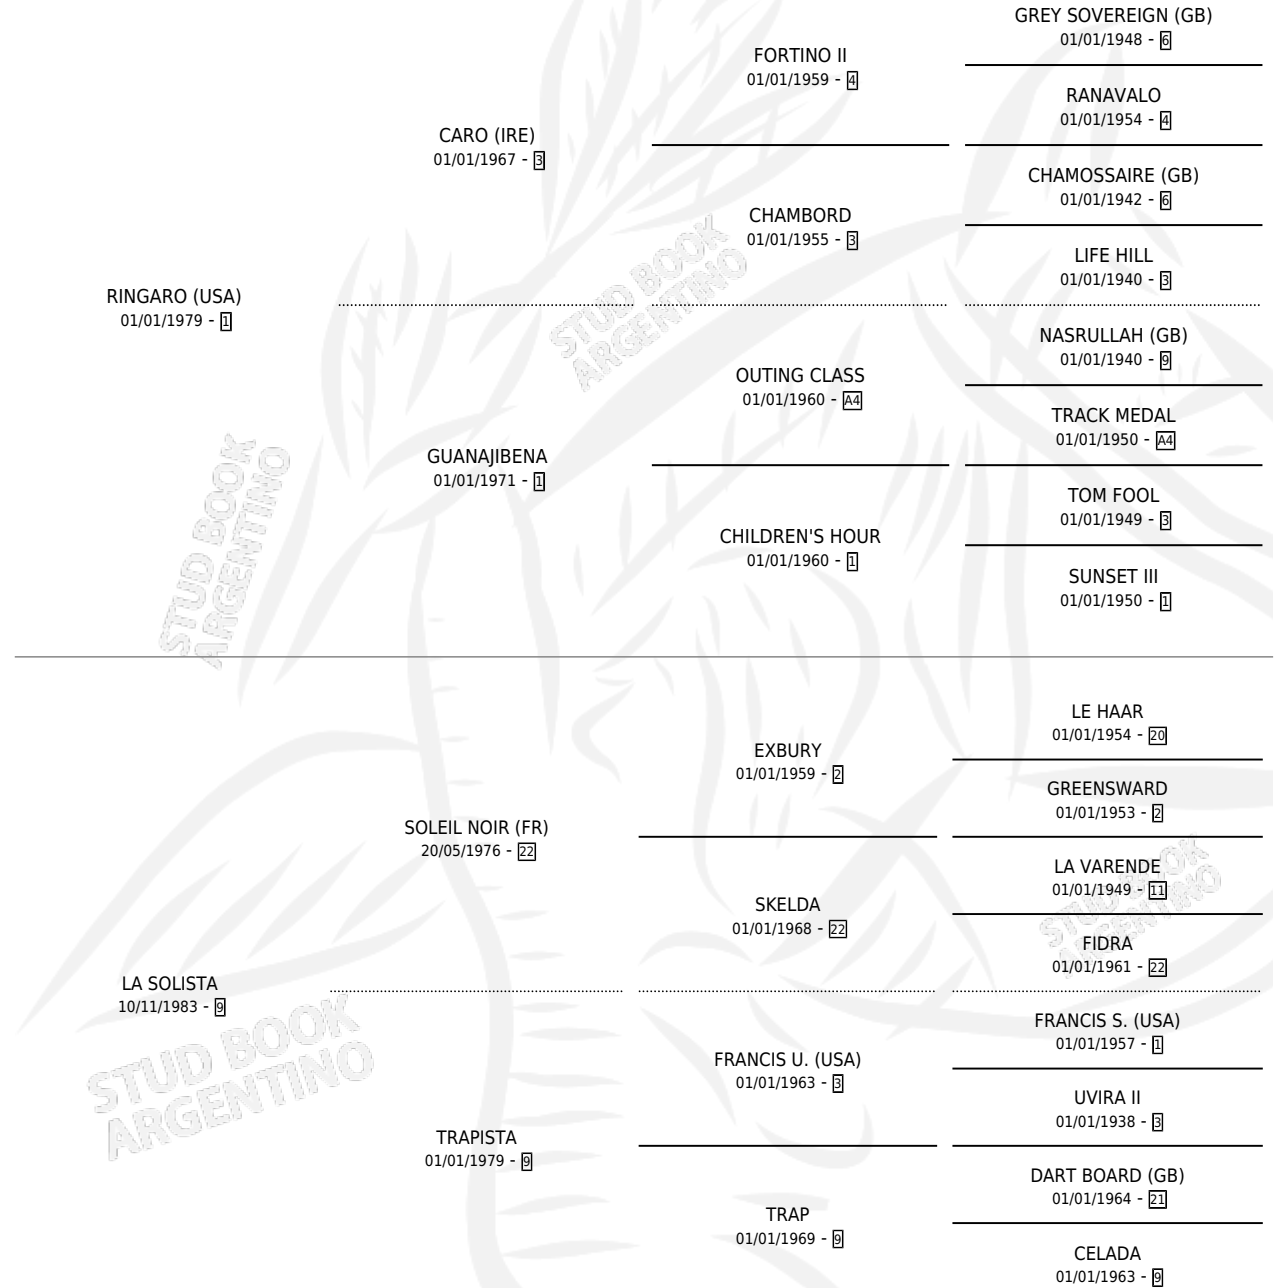 GREY SOVEREIGN (GB)
01/01/1948 - 6
FORTINO II
01/01/1959 - 4
RANAVALO
01/01/1954 - 4
CARO (IRE)
01/01/1967 - 3
CHAMOSSAIRE (GB)
01/01/1942 - 6
CHAMBORD
01/01/1955 - 3
LIFE HILL
01/01/1940 - 3
RINGARO (USA)
01/01/1979 - 1
NASRULLAH (GB)
01/01/1940 - 9
OUTING CLASS
01/01/1960 - A4
TRACK MEDAL
01/01/1950 - A4
GUANAJIBENA
01/01/1971 - 1
TOM FOOL
01/01/1949 - 3
CHILDREN'S HOUR
01/01/1960 - 1
SUNSET III
01/01/1950 - 1
STUD BOOK
ARGENTINO
STUD BOOK
ARGENTINO
LE HAAR
01/01/1954 - 20
EXBURY
01/01/1959 - 2
GREENSWARD
01/01/1953 - 2
SOLEIL NOIR (FR)
20/05/1976 - 22
LA VARENDE
01/01/1949 - 11
SKELDA
01/01/1968 - 22
FIDRA
01/01/1961 - 22
STUD BOOK
ARGENTINO
LA SOLISTA
10/11/1983 - 9
FRANCIS S. (USA)
01/01/1957 - 1
FRANCIS U. (USA)
01/01/1963 - 3
UVIRA II
01/01/1938 - 3
STUD BOOK
ARGENTINO
TRAPISTA
01/01/1979 - 9
DART BOARD (GB)
01/01/1964 - 21
TRAP
01/01/1969 - 9
CELADA
01/01/1963 - 9